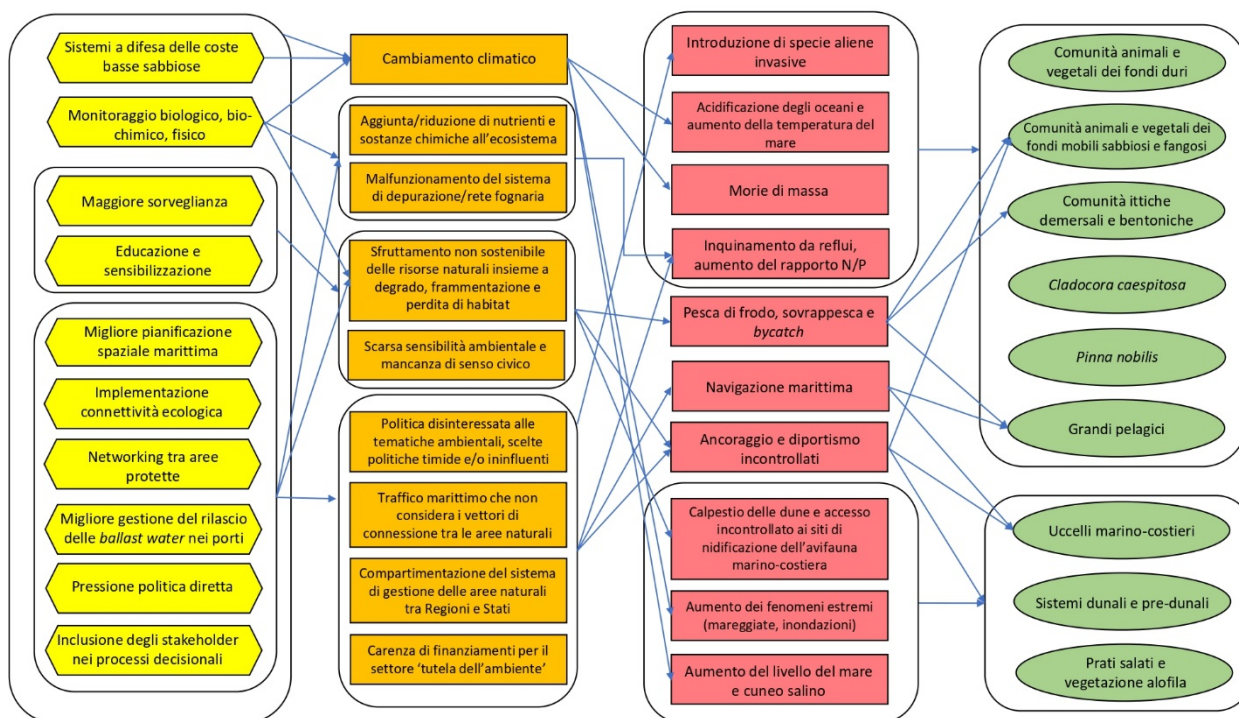 Sistemi a difesa delle coste
basse sabbiose
Monitoraggio biologico, bio-
chimico, fisico
Maggiore sorveglianza
Educazione e
sensibilizzazione
Migliore pianificazione
spaziale marittima
Implementazione
connettività ecologica
Networking tra aree
protette
Migliore gestione del rilascio
delle ballast water nei porti
Pressione politica diretta
Inclusione degli stakeholder
nei processi decisionali
Cambiamento climatico
Aggiunta/riduzione di nutrienti e
sostanze chimiche all'ecosistema
Malfunzionamento del sistema
di depurazione/rete fognaria
Sfruttamento non sostenibile
delle risorse naturali insieme a
degrado, frammentazione e
perdita di habitat
Scarsa sensibilità ambientale e
mancanza di senso civico
Politica disinteressata alle
tematiche ambientali, scelte
politiche timide e/o ininfluenti
Traffico marittimo che non
considera i vettori di
connessione tra le aree naturali
Compartimentazione del sistema
di gestione delle aree naturali
tra Regioni e Stati
Carenza di finanziamenti per il
settore 'tutela dell'ambiente'
Introduzione di specie aliene
invasive
Acidificazione degli oceani e
aumento della temperatura del
mare
Morie di massa
Inquinamento da reflui,
aumento del rapporto N/P
Pesca di frodo, sovrappesca e
bycatch
Navigazione marittima
Ancoraggio e diportismo
incontrollati
Calpestio delle dune e accesso
incontrollato ai siti di
nidificazione dell'avifauna
marino-costiera
Aumento dei fenomeni estremi
(mareggiate, inondazioni)
Aumento del livello del mare
e cuneo salino
Comunità animali e
vegetali dei fondi duri
Comunità animali e vegetali dei
fondi mobili sabbiosi e fangosi
Comunità ittiche
demersali e bentoniche
Cladocora caespitosa
Pinna nobilis
Grandi pelagici
Uccelli marino-costieri
Sistemi dunali e pre-dunali
Prati salati e
vegetazione alofila